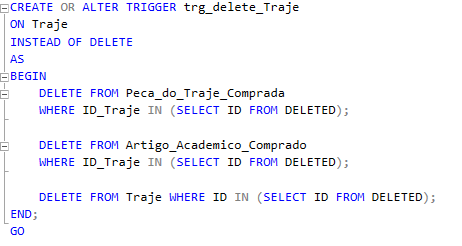 CREATE OR ALTER TRIGGER trg_delete_Traje
ON Traje
INSTEAD OF DELETE
AS
BEGIN
DELETE FROM Peca_do_Traje_Comprada
WHERE ID_Traje IN (SELECT ID FROM DELETED);
DELETE FROM Artigo_Academico_Comprado
WHERE ID_Traje IN (SELECT ID FROM DELETED);
DELETE FROM Traje WHERE ID IN (SELECT ID FROM DELETED);
END;
GO